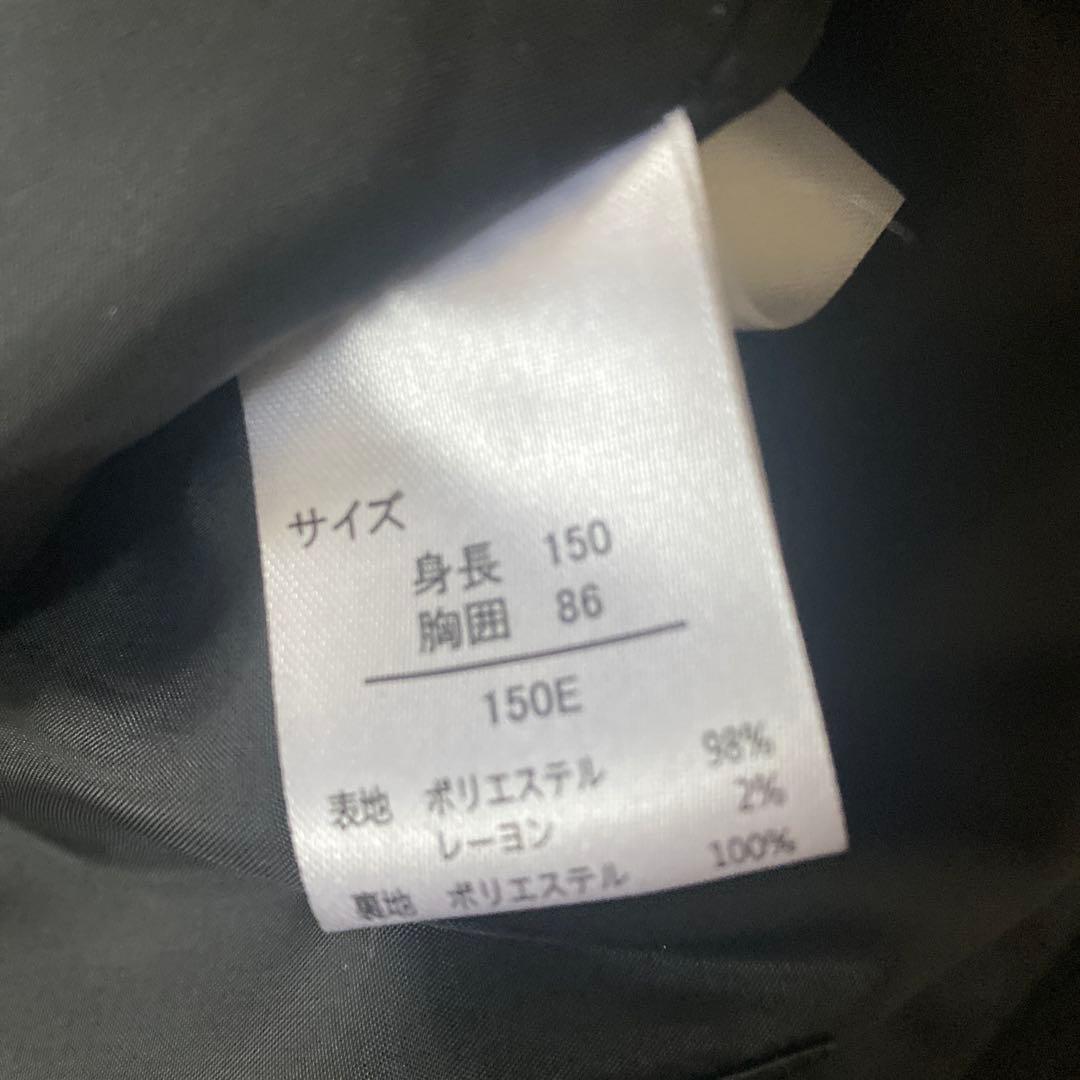 サイズ
身長 150
胸囲 86
150E
表地 ポリエステル 98%
レーヨン 2%
裏地 ポリエステル 100%